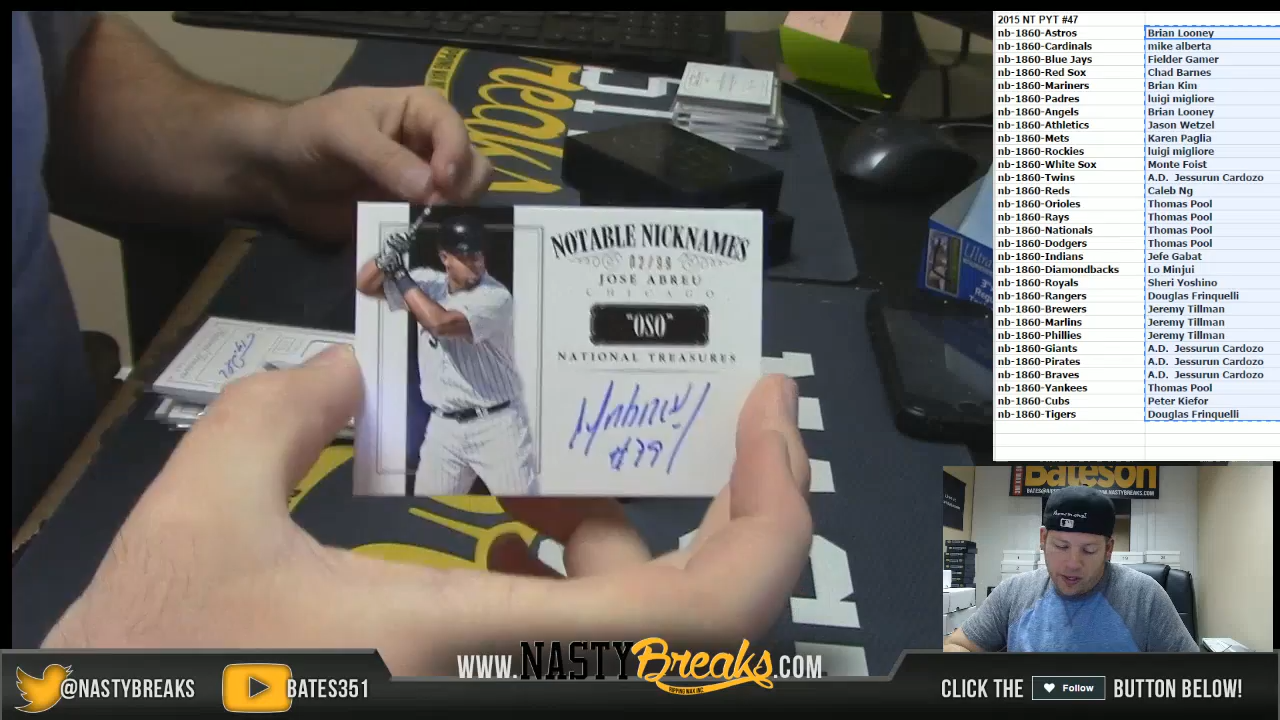 2015 NT PYT #47
nb-1860-Astros Brian Looney
nb-1860-Cardinals mike alberta
nb-1860-Blue Jays Fielder Gamer
nb-1860-Red Sox Chad Barnes
nb-1860-Mariners Brian Kim
nb-1860-Padres luigi migliore
nb-1860-Angels Brian Looney
nb-1860-Athletics Jason Wetzel
nb-1860-Mets Karen Paglia
nb-1860-Rockies luigi migliore
nb-1860-White Sox Monte Foist
nb-1860-Twins A.D. Jessurun Cardozo
nb-1860-Reds Caleb Ng
nb-1860-Orioles Thomas Pool
nb-1860-Rays Thomas Pool
nb-1860-Nationals Thomas Pool
nb-1860-Dodgers Thomas Pool
nb-1860-Indians Jefe Gabat
nb-1860-Diamondbacks Lo Minjui
nb-1860-Royals Sheri Yoshino
nb-1860-Rangers Douglas Frinquelli
nb-1860-Brewers Jeremy Tillman
nb-1860-Marlins Jeremy Tillman
nb-1860-Phillies Jeremy Tillman
nb-1860-Giants A.D. Jessurun Cardozo
nb-1860-Pirates A.D. Jessurun Cardozo
nb-1860-Braves A.D. Jessurun Cardozo
nb-1860-Yankees Thomas Pool
nb-1860-Cubs Peter Kiefor
nb-1860-Tigers Douglas Frinquelli
NOTABLE NICKNAMES
02/99
JOSE ABREU
CHICAGO
"OSO"
NATIONAL TREASURES
#79
Bateson
@NASTYBREAKS
BATES351
WWW.NASTYBreaks.COM
RIPPING WAX INC.
CLICK THE Follow BUTTON BELOW!